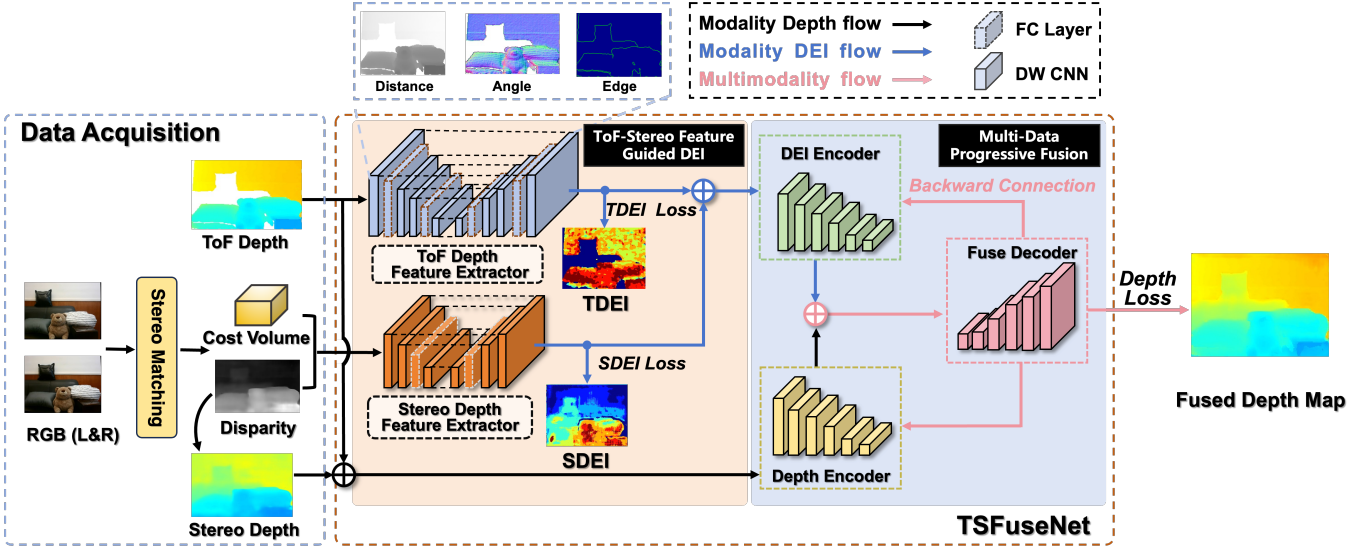 Distance
Angle
Edge
Modality Depth flow
Modality DEI flow
Multimodality flow
FC Layer
DW CNN
Data Acquisition
ToF Depth
RGB (L&R)
Stereo Matching
Cost Volume
Disparity
Stereo Depth
ToF-Stereo Feature
Guided DEI
ToF Depth
Feature Extractor
TDEI Loss
TDEI
Stereo Depth
Feature Extractor
SDEI Loss
SDEI
Multi-Data
Progressive Fusion
DEI Encoder
Backward Connection
Fuse Decoder
Depth Encoder
TSFuseNet
Depth
Loss
Fused Depth Map